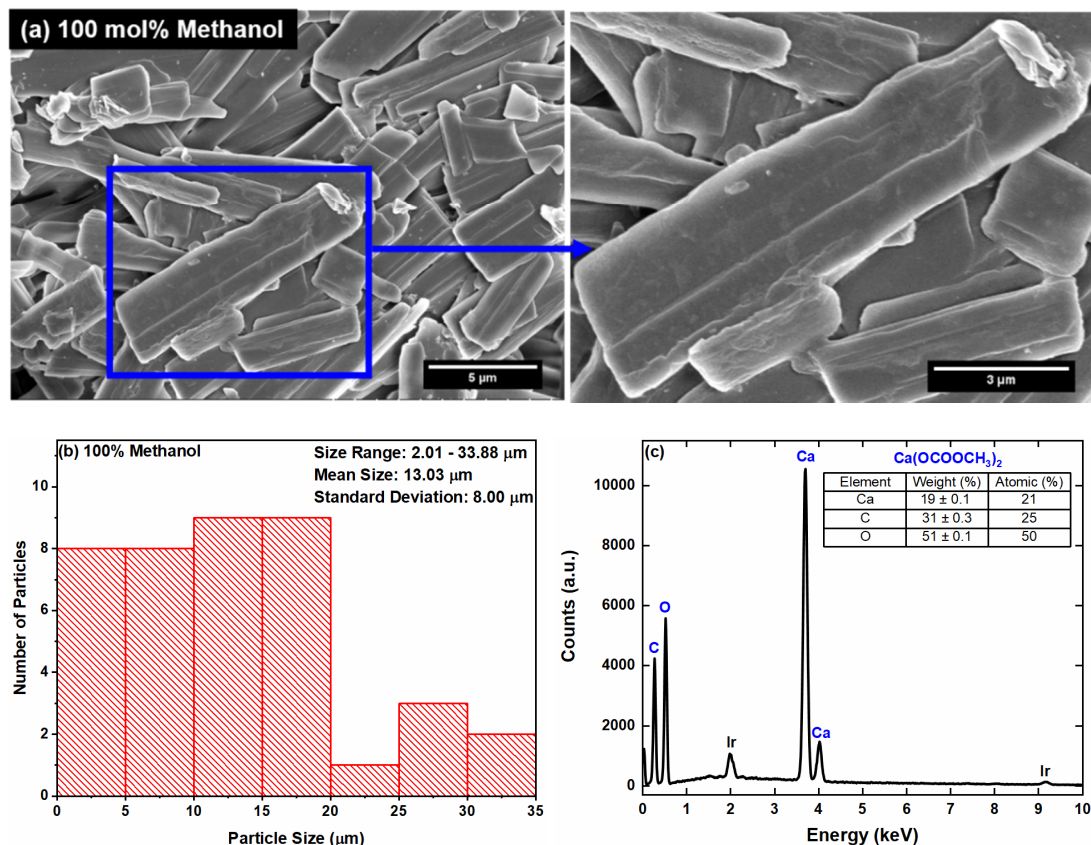 (a) 100 mol% Methanol
5 µm
3 µm
(b) 100% Methanol
Size Range: 2.01 - 33.88 µm
Mean Size: 13.03 µm
Standard Deviation: 8.00 µm
10
8
6
4
2
0
Number of Particles
0 5 10 15 20 25 30 35
Particle Size (µm)
(c)
Ca(OCOOCH₃)₂
Element Weight (%) Atomic (%)
Ca 19 ± 0.1 21
C 31 ± 0.3 25
O 51 ± 0.1 50
Ca
O
C
Ir
Ca
Ir
10000
8000
6000
4000
2000
0
Counts (a.u.)
0 1 2 3 4 5 6 7 8 9 10
Energy (keV)